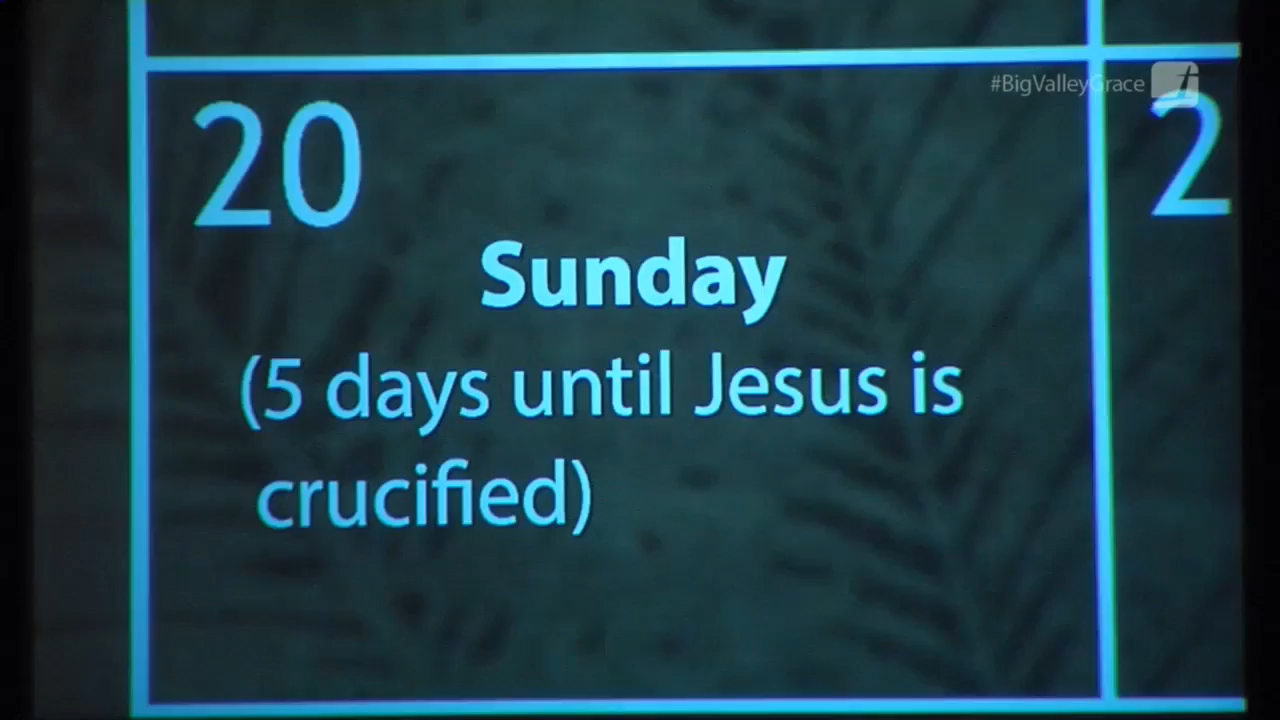 #BigValleyGrace
20
2
Sunday
(5 days until Jesus is
crucified)